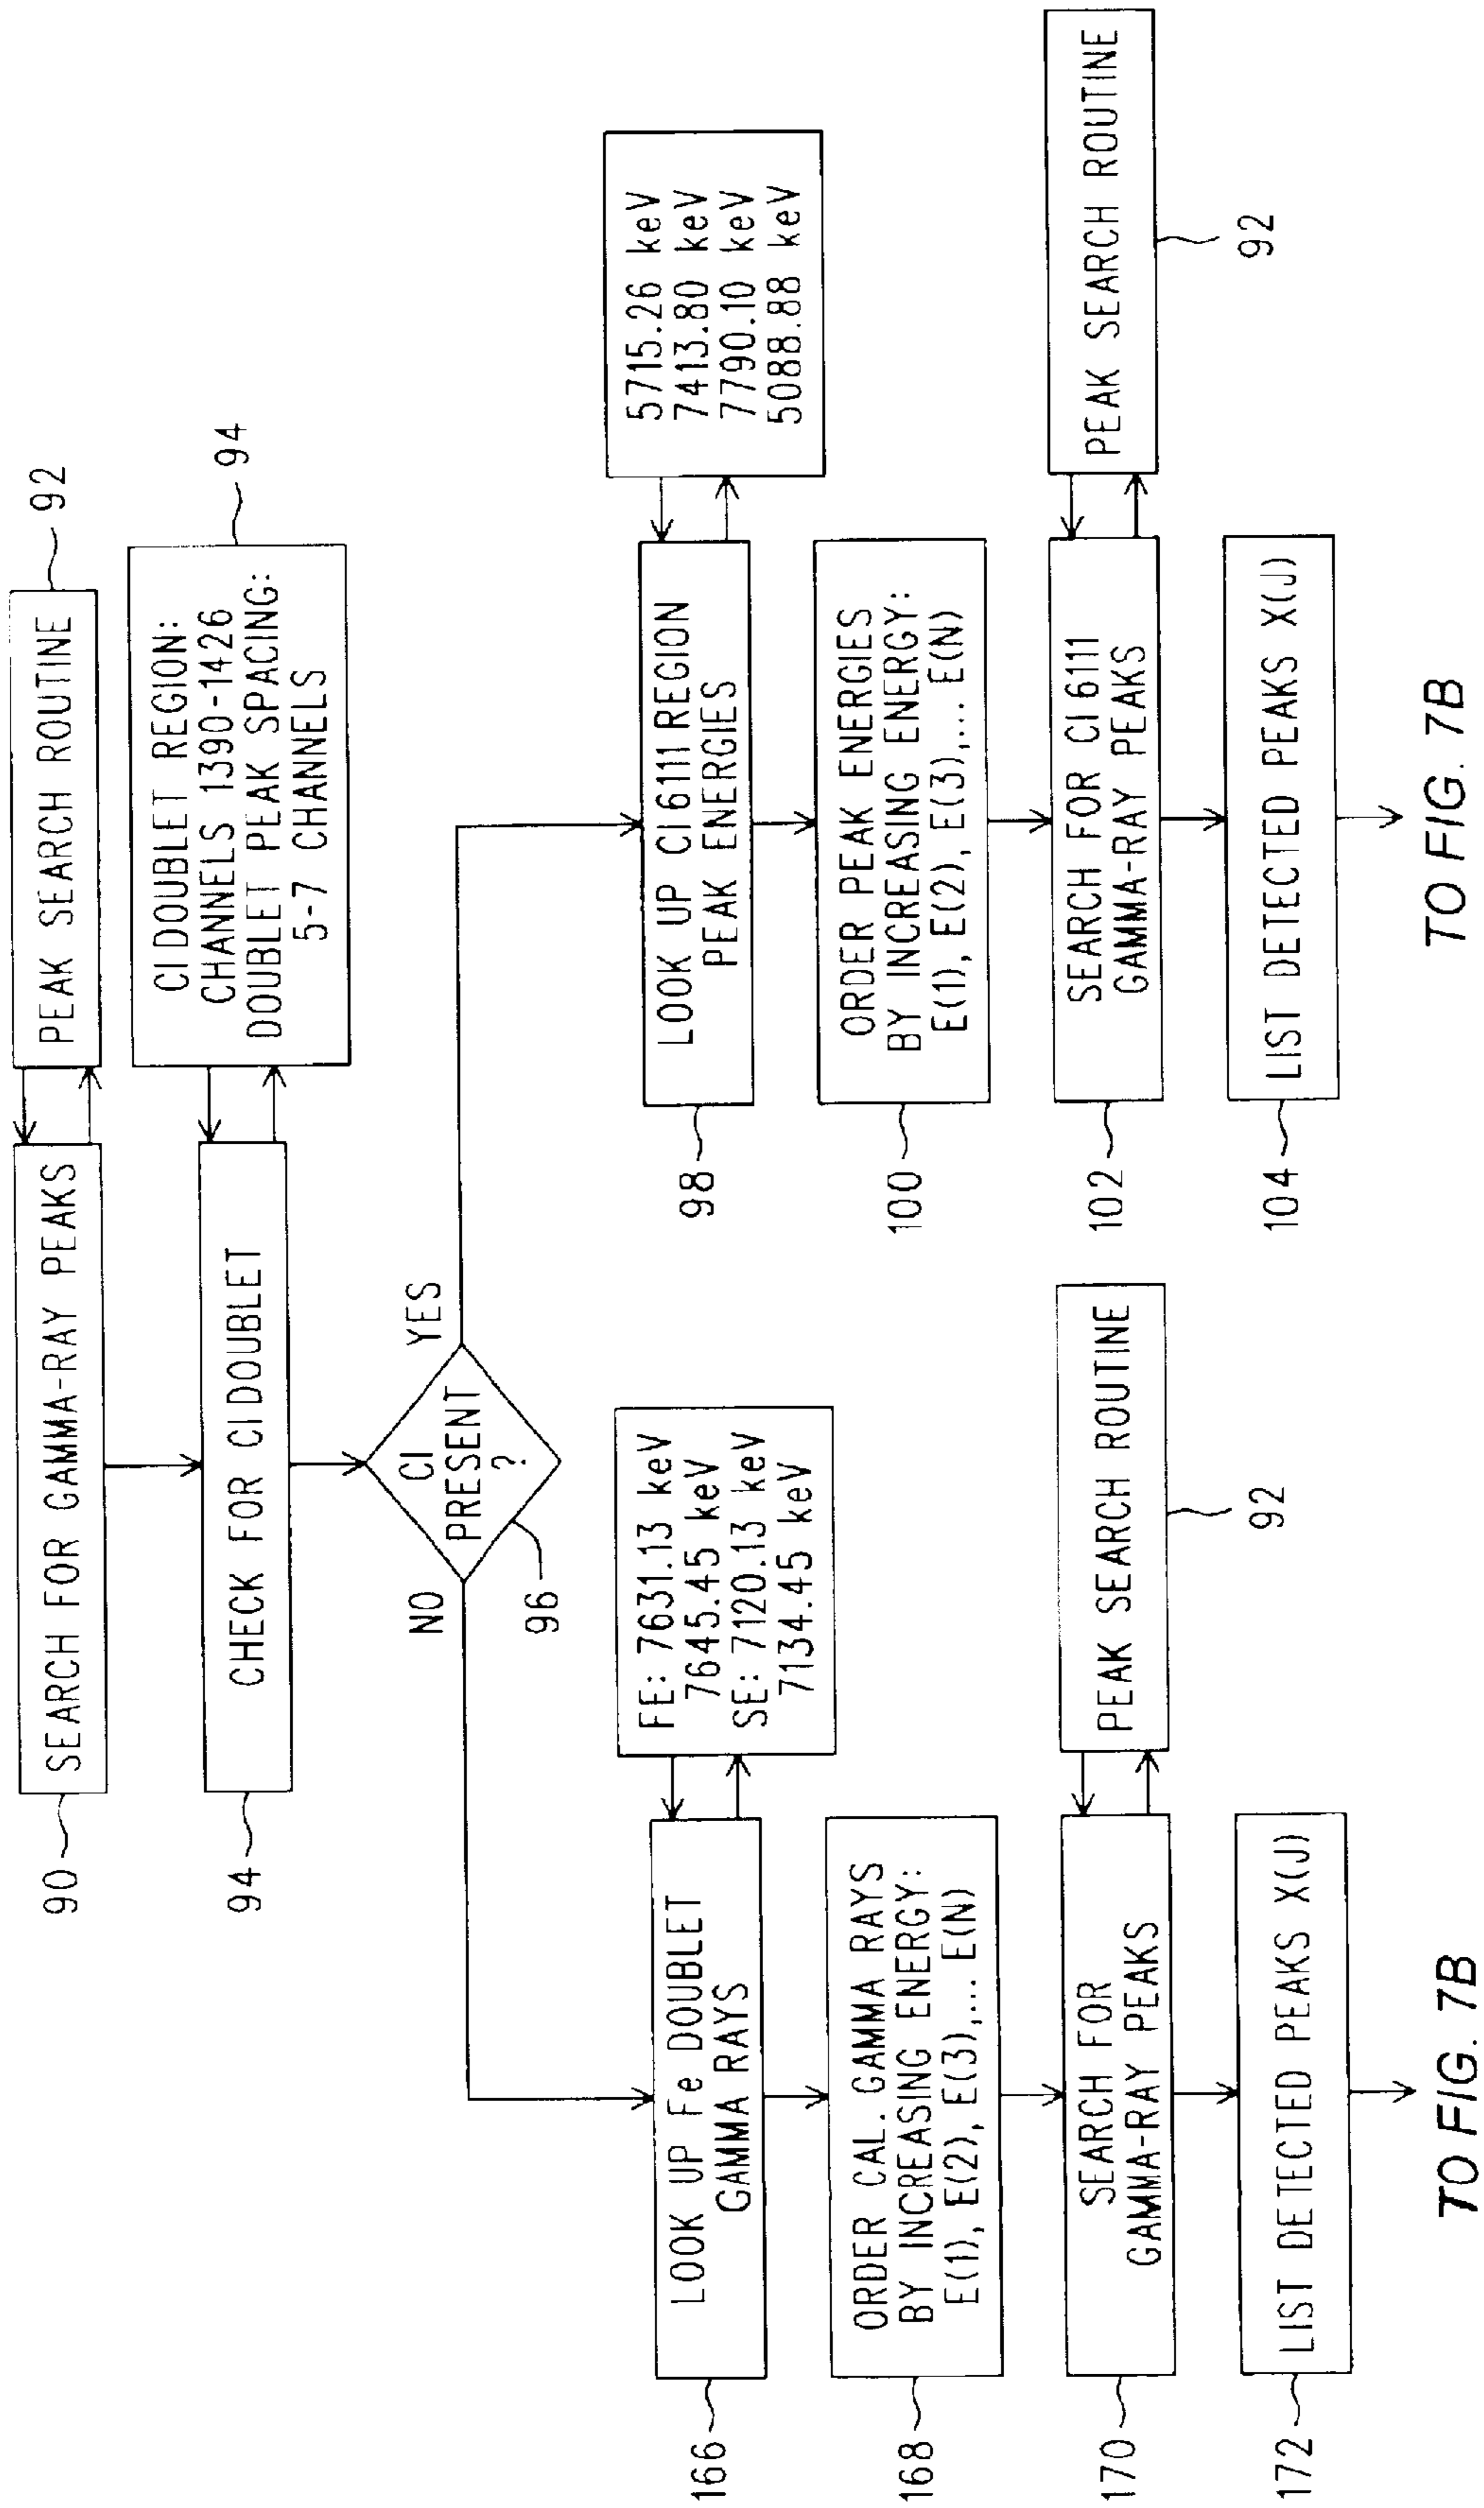 90
SEARCH FOR GAMMA-RAY PEAKS
PEAK SEARCH ROUTINE
92
94
CHECK FOR Cl DOUBLET
Cl DOUBLET REGION:
CHANNELS 1390-1426
DOUBLET PEAK SPACING:
5-7 CHANNELS
94
Cl
PRESENT
?
NO
YES
96
166
LOOK UP Fe DOUBLET
GAMMA RAYS
FE: 7631.13 keV
7645.45 keV
SE: 7120.13 keV
7134.45 keV
168
ORDER CAL. GAMMA RAYS
BY INCREASING ENERGY:
E(1), E(2), E(3),... E(N)
170
SEARCH FOR
GAMMA-RAY PEAKS
PEAK SEARCH ROUTINE
92
172
LIST DETECTED PEAKS X(J)
TO FIG. 7B
98
LOOK UP Cl 6111 REGION
PEAK ENERGIES
5715.26 keV
7413.80 keV
7790.10 keV
5088.88 keV
100
ORDER PEAK ENERGIES
BY INCREASING ENERGY:
E(1), E(2), E(3),... E(N)
102
SEARCH FOR Cl 6111
GAMMA-RAY PEAKS
PEAK SEARCH ROUTINE
92
104
LIST DETECTED PEAKS X(J)
TO FIG. 7B